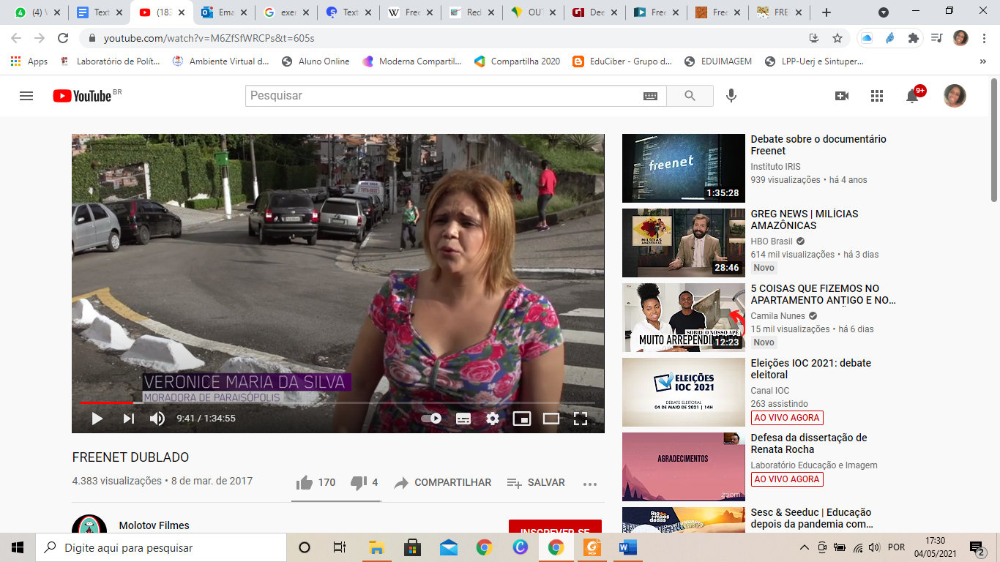 (4) V
Text
(183
Ema
exer
Text
Free
Red
OUT
Dee
Free
Free
FRE
youtube.com/watch?v=M6ZfSfWRCPs&t=605s
Apps
Laboratório de Polít...
Ambiente Virtual d...
Aluno Online
Moderna Compartil...
Compartilha 2020
EduCiber - Grupo d...
EDUIMAGEM
LPP-Uerj e Sintuper...
»
YouTube BR
Pesquisar
9+
VERONICE MARIA DA SILVA
MORADORA DE PARAISÓPOLIS
9:41 / 1:34:55
FREENET DUBLADO
4.383 visualizações • 8 de mar. de 2017
170
4
COMPARTILHAR
SALVAR
Molotov Filmes
INSCREVER-SE
freenet
1:35:28
Debate sobre o documentário
Freenet
Instituto IRIS
939 visualizações • há 4 anos
MILÍCIAS
AMAZÔNICAS
28:46
GREG NEWS | MILÍCIAS
AMAZÔNICAS
HBO Brasil
614 mil visualizações • há 3 dias
Novo
SOBRE O NOSSO APÊ
MUITO ARREPENDIMENTO
12:23
5 COISAS QUE FIZEMOS NO
APARTAMENTO ANTIGO E NO...
Camila Nunes
15 mil visualizações • há 6 dias
Novo
ELEIÇÕES
IOC 2021
DEBATE ELEITORAL
04 DE MAIO DE 2021 | 14H
Eleições IOC 2021: debate
eleitoral
Canal IOC
263 assistindo
AO VIVO AGORA
AGRADECIMENTOS
zoom
Defesa da dissertação de
Renata Rocha
Laboratório Educação e Imagem
AO VIVO AGORA
Sesc & Seeduc | Educação
depois da pandemia com...
Digite aqui para pesquisar
POR
17:30
04/05/2021
2